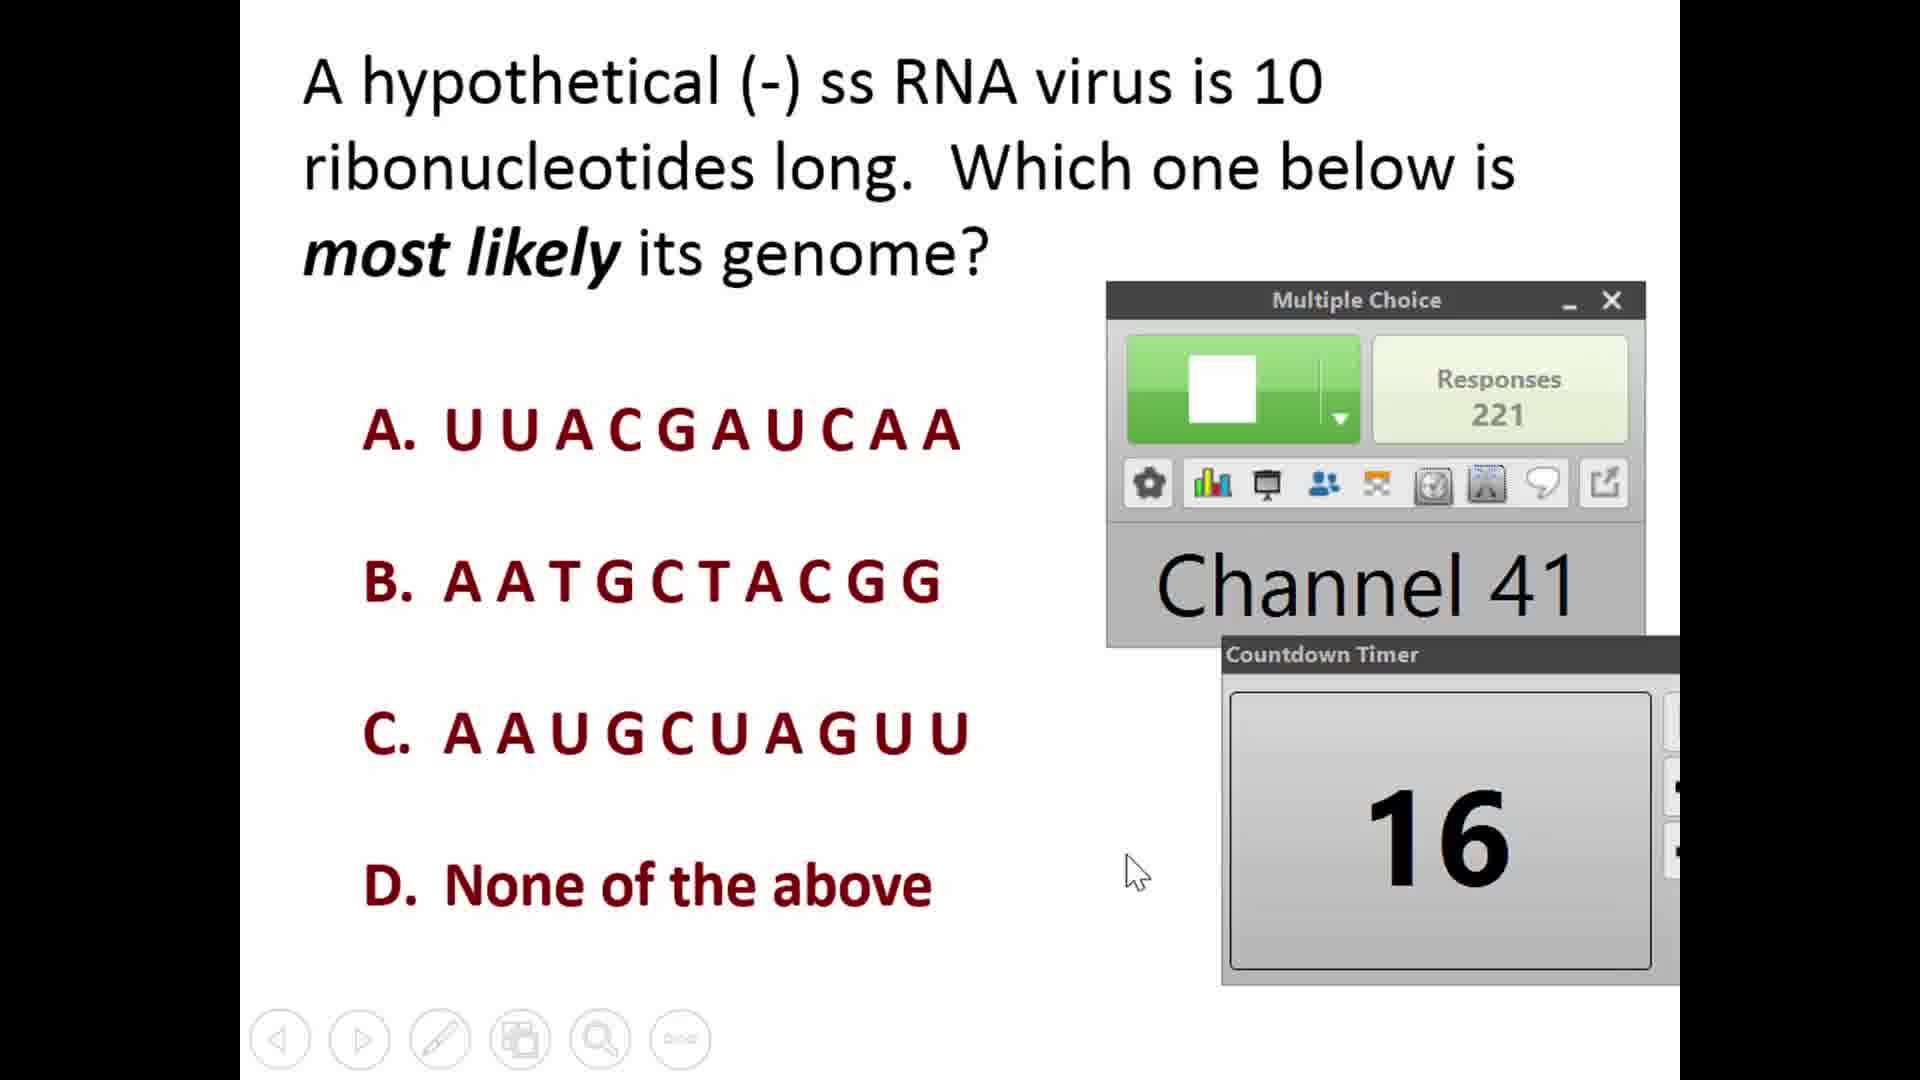 A hypothetical (-) ss RNA virus is 10
ribonucleotides long. Which one below is
most likely its genome?
Multiple Choice
Responses
221
A. U U A C G A U C A A
B. A A T G C T A C G G
Channel 41
Countdown Timer
C. A A U G C U A G U U
16
D. None of the above